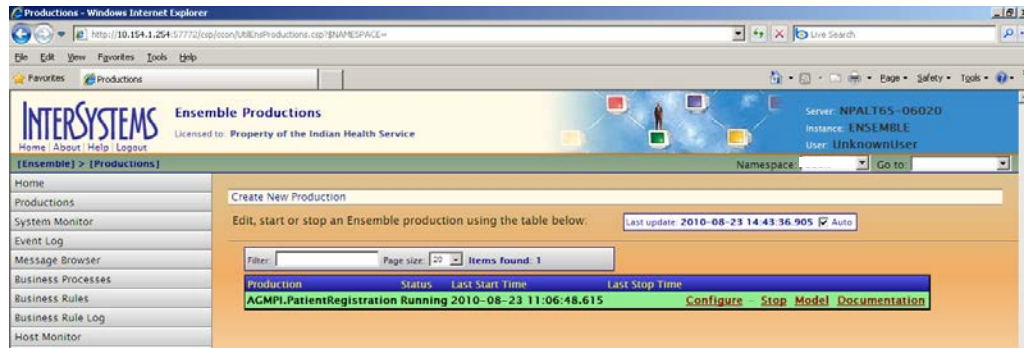 Productions - Windows Internet Explorer
http://10.154.1.254:57772/csp/ccon/UtilEnsProductions.csp?$NAMESPACE=
Live Search
File Edit View Favorites Tools Help
Favorites Productions
Page Safety Tools
INTERSYSTEMS
Home | About | Help | Logout
Ensemble Productions
Licensed to: Property of the Indian Health Service
Server: NPALT65-06020
Instance: ENSEMBLE
User: UnknownUser
[Ensemble] > [Productions]
Namespace:
Go to:
Home
Productions
System Monitor
Event Log
Message Browser
Business Processes
Business Rules
Business Rule Log
Host Monitor
Create New Production
Edit, start or stop an Ensemble production using the table below:
Last update: 2010-08-23 14:43:36.905 Auto
Filter: Page size: 20 Items found: 1
Production Status Last Start Time Last Stop Time
AGMPI.PatientRegistration Running 2010-08-23 11:06:48.615 Configure - Stop Model Documentation